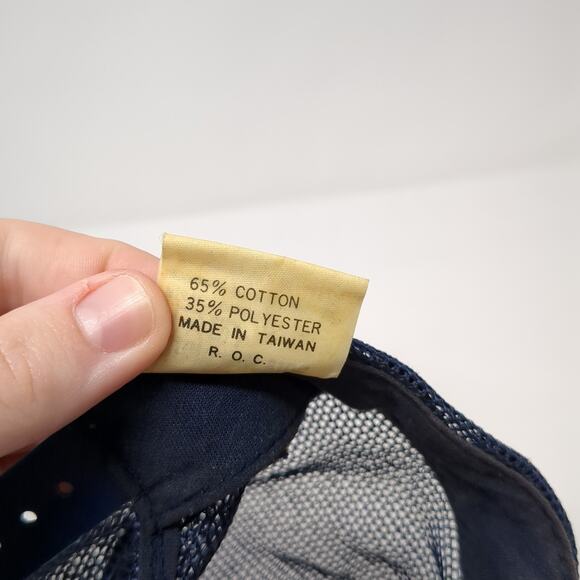 65% COTTON
35% POLYESTER
MADE IN TAIWAN
R. O. C.